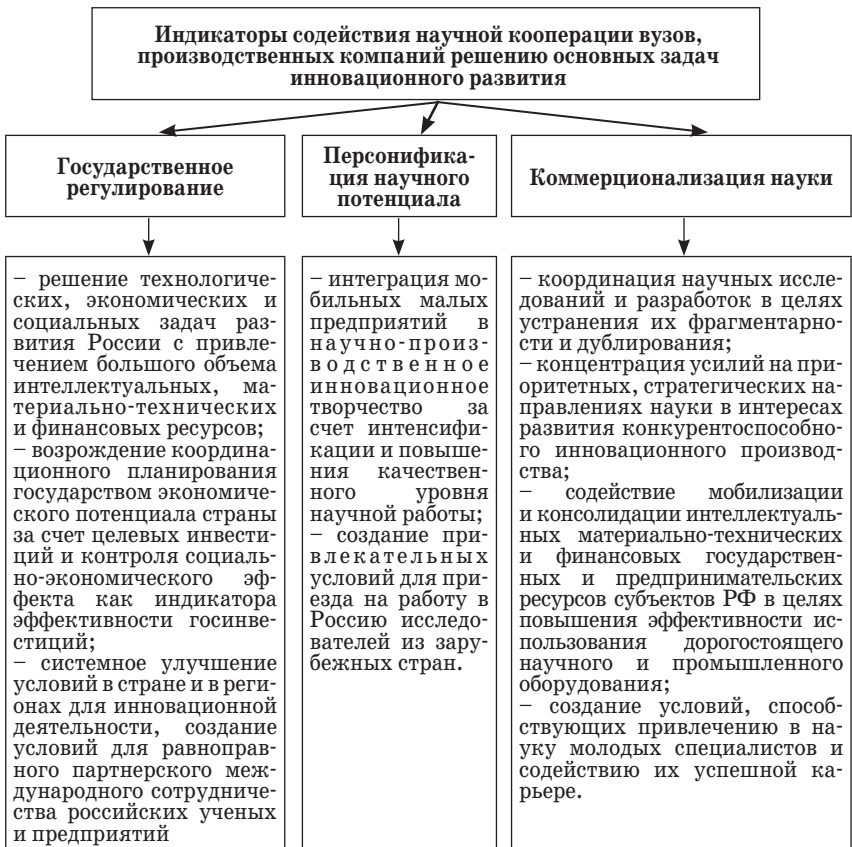 Индикаторы содействия научной кооперации вузов,
производственных компаний решению основных задач
инновационного развития
Государственное
регулирование
Персонифика-
ция научного
потенциала
Коммерционализация науки
– решение технологиче-
ских, экономических и
социальных задач раз-
вития России с привле-
чением большого объема
интеллектуальных, ма-
териально-технических
и финансовых ресурсов;
– возрождение координа-
ционного планирования
государством экономиче-
ского потенциала страны
за счет целевых инвести-
ций и контроля социаль-
но-экономического эф-
фекта как индикатора
эффективности госинве-
стиций;
– системное улучшение
условий в стране и в реги-
онах для инновационной
деятельности, создание
условий для равноправ-
ного партнерского меж-
дународного сотрудниче-
ства российских ученых
и предприятий
– интеграция мо-
бильных малых
предприятий в
научно-произ-
водственное
инновационное
творчество за
счет интенсифи-
кации и повыше-
ния качествен-
ного уровня
научной работы;
– создание при-
влекательных
условий для при-
езда на работу в
Россию исследо-
вателей из зару-
бежных стран.
– координация научных иссле-
дований и разработок в целях
устранения их фрагментарно-
сти и дублирования;
– концентрация усилий на при-
оритетных, стратегических на-
правлениях науки в интересах
развития конкурентоспособно-
го инновационного производ-
ства;
– содействие мобилизации
и консолидации интеллектуаль-
ных материально-технических
и финансовых государствен-
ных и предпринимательских
ресурсов субъектов РФ в целях
повышения эффективности ис-
пользования дорогостоящего
научного и промышленного
оборудования;
– создание условий, способ-
ствующих привлечению в на-
уку молодых специалистов и
содействию их успешной ка-
рьере.